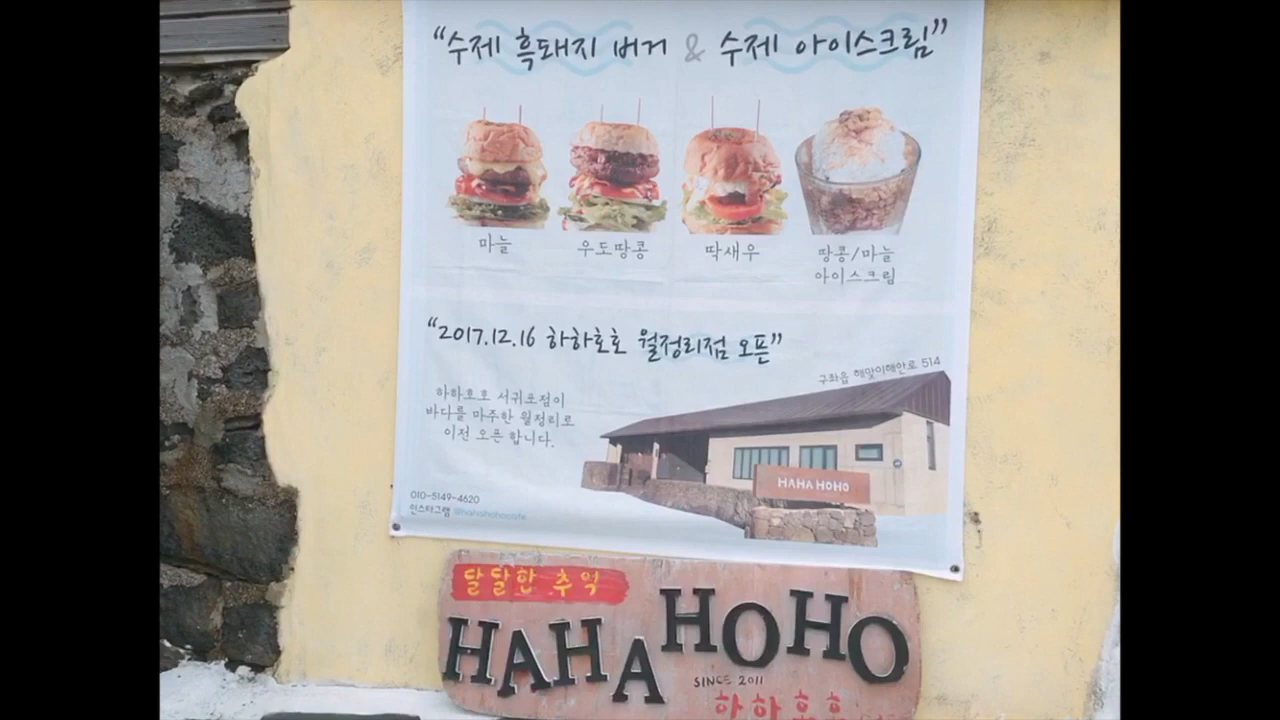 “수제 흑돼지 버거 & 수제 아이스크림”
마늘
우도땅콩
딱새우
땅콩/마늘
아이스크림
“2017.12.16 하하호호 월정리점 오픈”
구좌읍 해맞이해안로 514
하하호호 서귀포점이
바다를 마주한 월정리로
이전 오픈 합니다.
HAHA HOHO
010-5149-4620
인스타그램 @hahahohocafe
달달한 추억
HAHA HOHO
SINCE 2011
하하호호